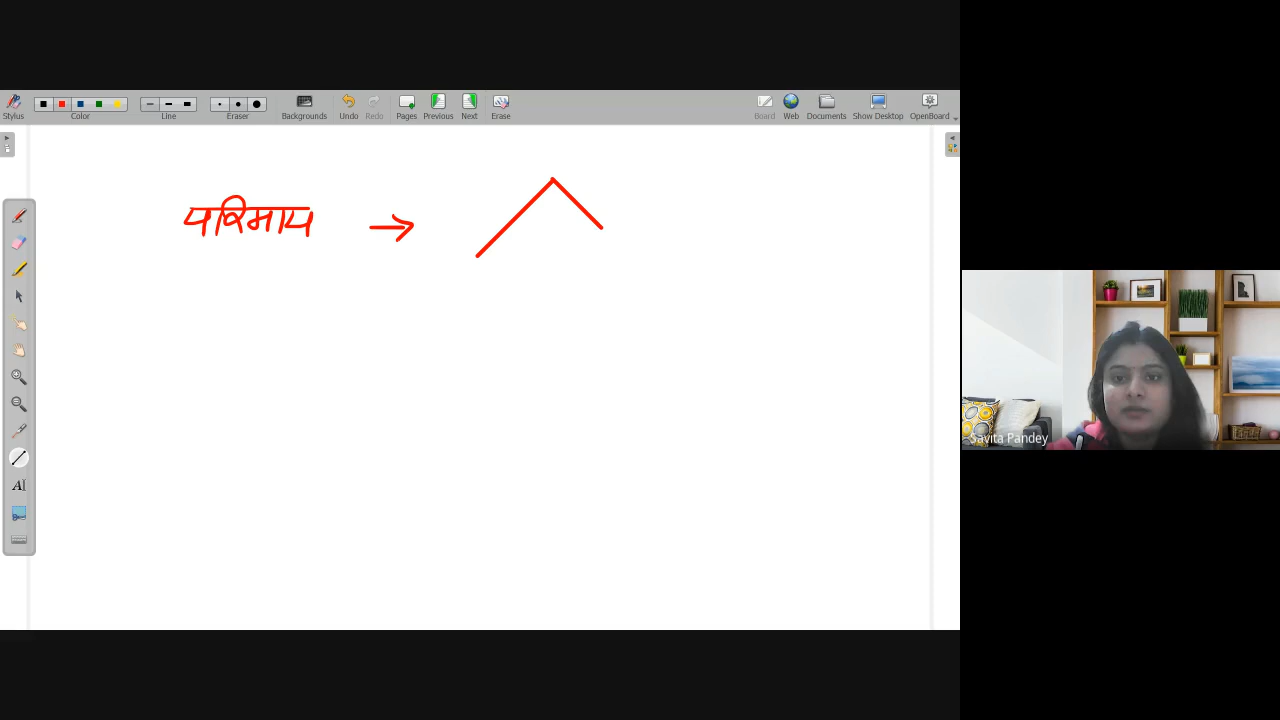 Stylus Color Line Eraser Backgrounds Undo Redo Pages Previous Next Erase Board Web Documents Show Desktop OpenBoard
परिमाप →
AI
Savita Pandey